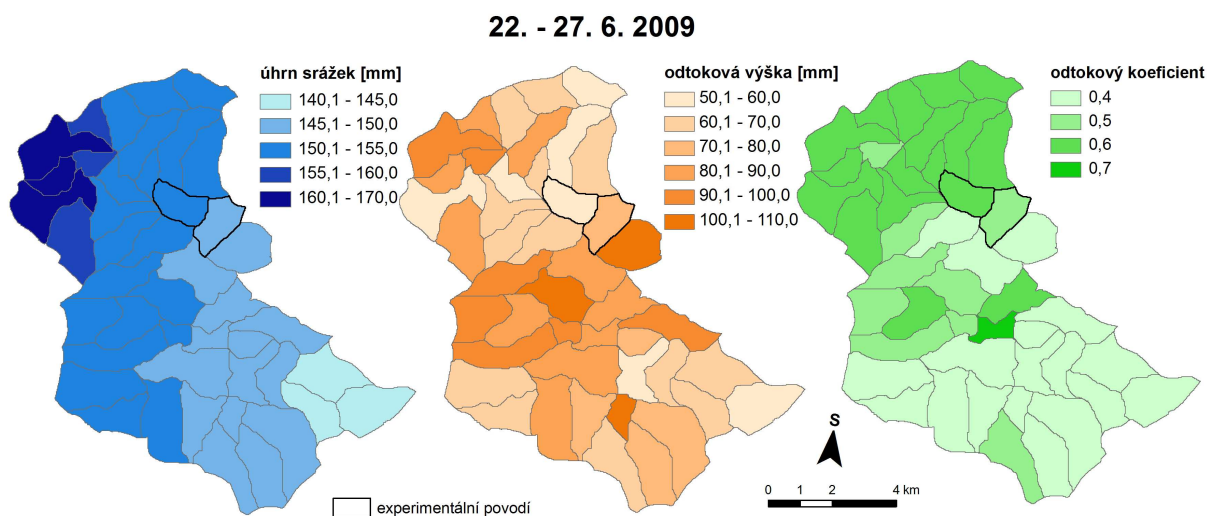 22. - 27. 6. 2009
úhrn srážek [mm]
140,1 - 145,0
145,1 - 150,0
150,1 - 155,0
155,1 - 160,0
160,1 - 170,0
odtoková výška [mm]
50,1 - 60,0
60,1 - 70,0
70,1 - 80,0
80,1 - 90,0
90,1 - 100,0
100,1 - 110,0
odtokový koeficient
0,4
0,5
0,6
0,7
experimentální povodí
S
0 1 2 4 km